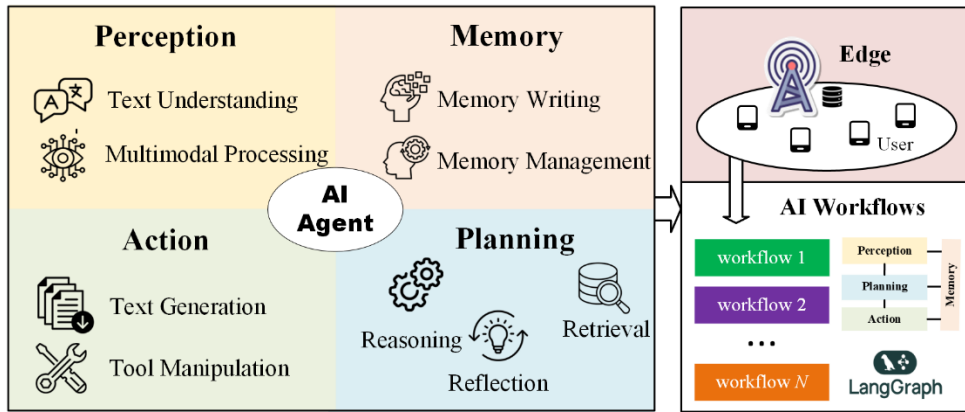 Perception
Text Understanding
Multimodal Processing
Memory
Memory Writing
Memory Management
AI
Agent
Action
Text Generation
Tool Manipulation
Planning
Reasoning
Retrieval
Reflection
Edge
User
AI Workflows
workflow 1
workflow 2
...
workflow N
Perception
Planning
Action
Memory
LangGraph
A
文